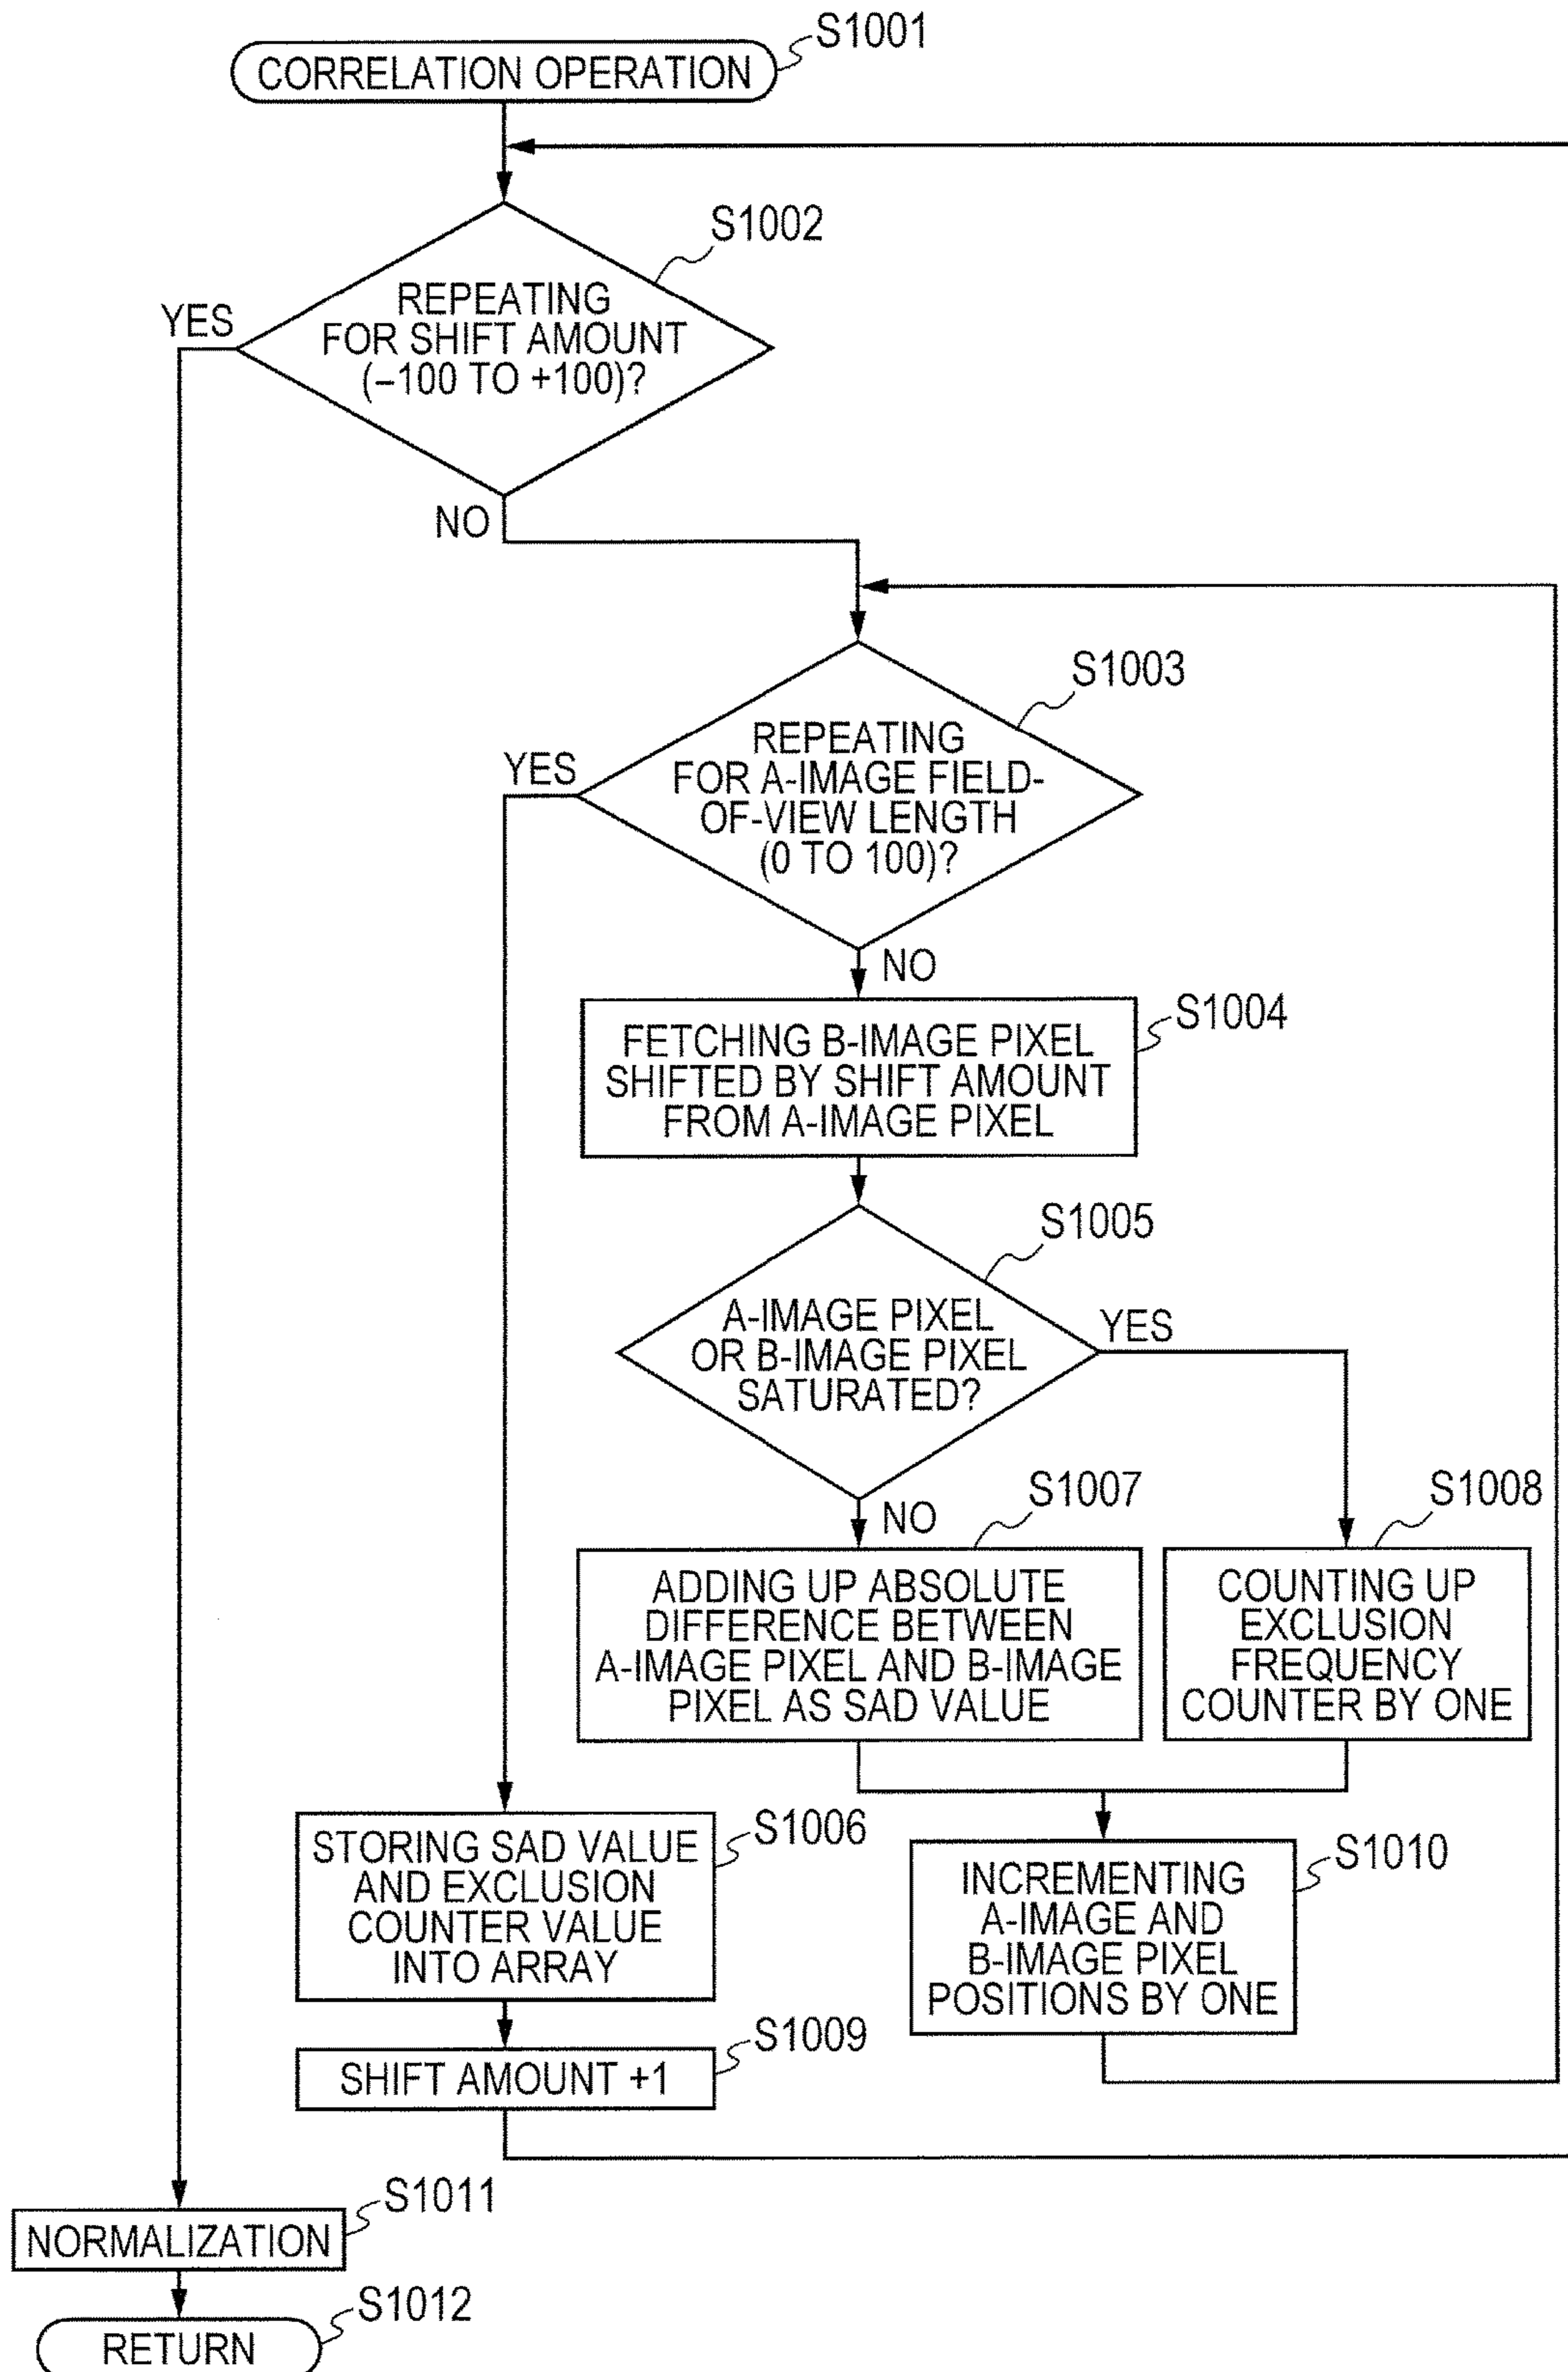 S1001
CORRELATION OPERATION
S1002
REPEATING
FOR SHIFT AMOUNT
(–100 TO +100)?
YES
NO
S1003
REPEATING
FOR A-IMAGE FIELD-
OF-VIEW LENGTH
(0 TO 100)?
YES
NO
S1004
FETCHING B-IMAGE PIXEL
SHIFTED BY SHIFT AMOUNT
FROM A-IMAGE PIXEL
S1005
A-IMAGE PIXEL
OR B-IMAGE PIXEL
SATURATED?
YES
NO
S1007
ADDING UP ABSOLUTE
DIFFERENCE BETWEEN
A-IMAGE PIXEL AND B-IMAGE
PIXEL AS SAD VALUE
S1008
COUNTING UP
EXCLUSION
FREQUENCY
COUNTER BY ONE
S1006
STORING SAD VALUE
AND EXCLUSION
COUNTER VALUE
INTO ARRAY
S1010
INCREMENTING
A-IMAGE AND
B-IMAGE PIXEL
POSITIONS BY ONE
S1009
SHIFT AMOUNT +1
S1011
NORMALIZATION
S1012
RETURN